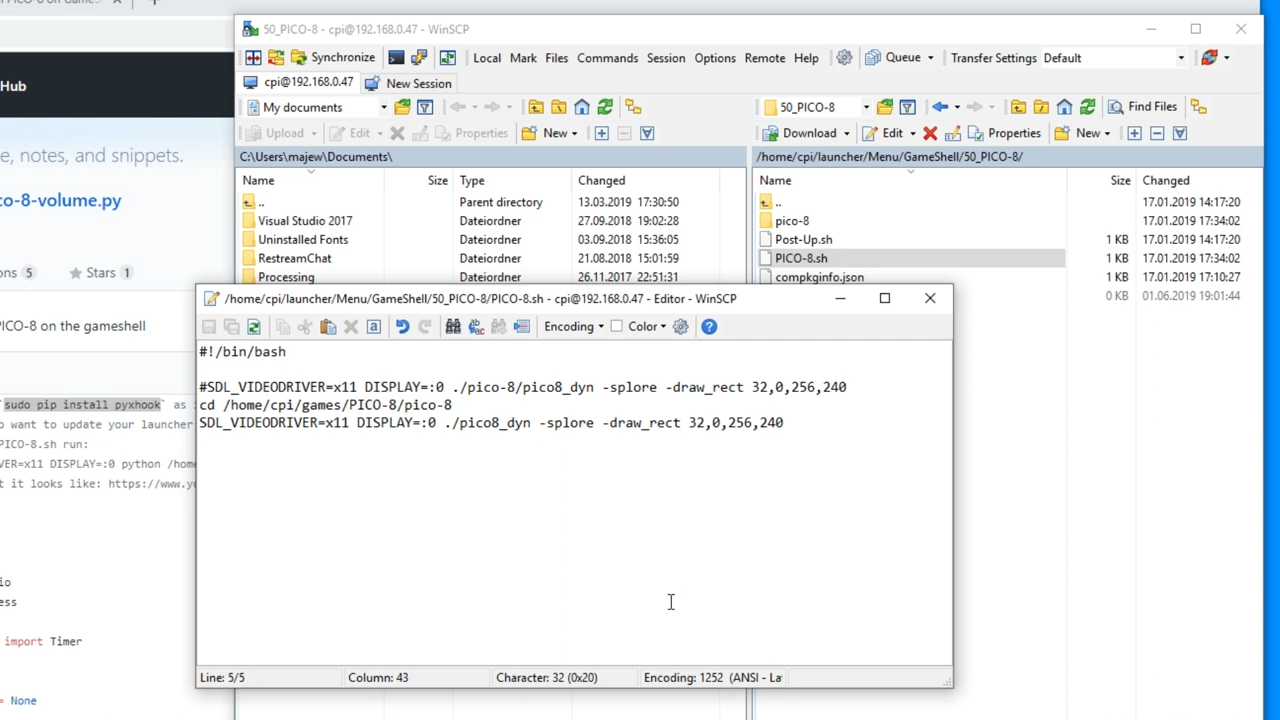 50_PICO-8 - cpi@192.168.0.47 - WinSCP
Synchronize
Local Mark Files Commands Session Options Remote Help
Queue
Transfer Settings Default
cpi@192.168.0.47 New Session
My documents
50_PICO-8
Find Files
Upload Edit Properties New
Download Edit Properties New
C:\Users\majew\Documents\
/home/cpi/launcher/Menu/GameShell/50_PICO-8/
Name Size Type Changed
Name Size Changed
.. Parent directory 13.03.2019 17:30:50
Visual Studio 2017 Dateiordner 27.09.2018 19:02:28
Uninstalled Fonts Dateiordner 03.09.2018 15:36:05
RestreamChat Dateiordner 21.08.2018 15:01:59
Processing Dateiordner 26.11.2017 22:51:31
.. 17.01.2019 14:17:20
pico-8 17.01.2019 17:34:02
Post-Up.sh 1 KB 17.01.2019 14:17:20
PICO-8.sh 1 KB 17.01.2019 17:34:02
compkginfo.json 1 KB 17.01.2019 17:10:27
0 KB 01.06.2019 19:01:44
/home/cpi/launcher/Menu/GameShell/50_PICO-8/PICO-8.sh - cpi@192.168.0.47 - Editor - WinSCP
Encoding Color
#!/bin/bash
#SDL_VIDEODRIVER=x11 DISPLAY=:0 ./pico-8/pico8_dyn -splore -draw_rect 32,0,256,240
cd /home/cpi/games/PICO-8/pico-8
SDL_VIDEODRIVER=x11 DISPLAY=:0 ./pico8_dyn -splore -draw_rect 32,0,256,240
Line: 5/5 Column: 43 Character: 32 (0x20) Encoding: 1252 (ANSI - La
Hub
e, notes, and snippets.
co-8-volume.py
ons 5 Stars 1
PICO-8 on the gameshell
`sudo pip install pyxhook` as
o want to update your launcher
PICO-8.sh run:
VER=x11 DISPLAY=:0 python /hom
t it looks like: https://www.y
io
ess
import Timer
= None